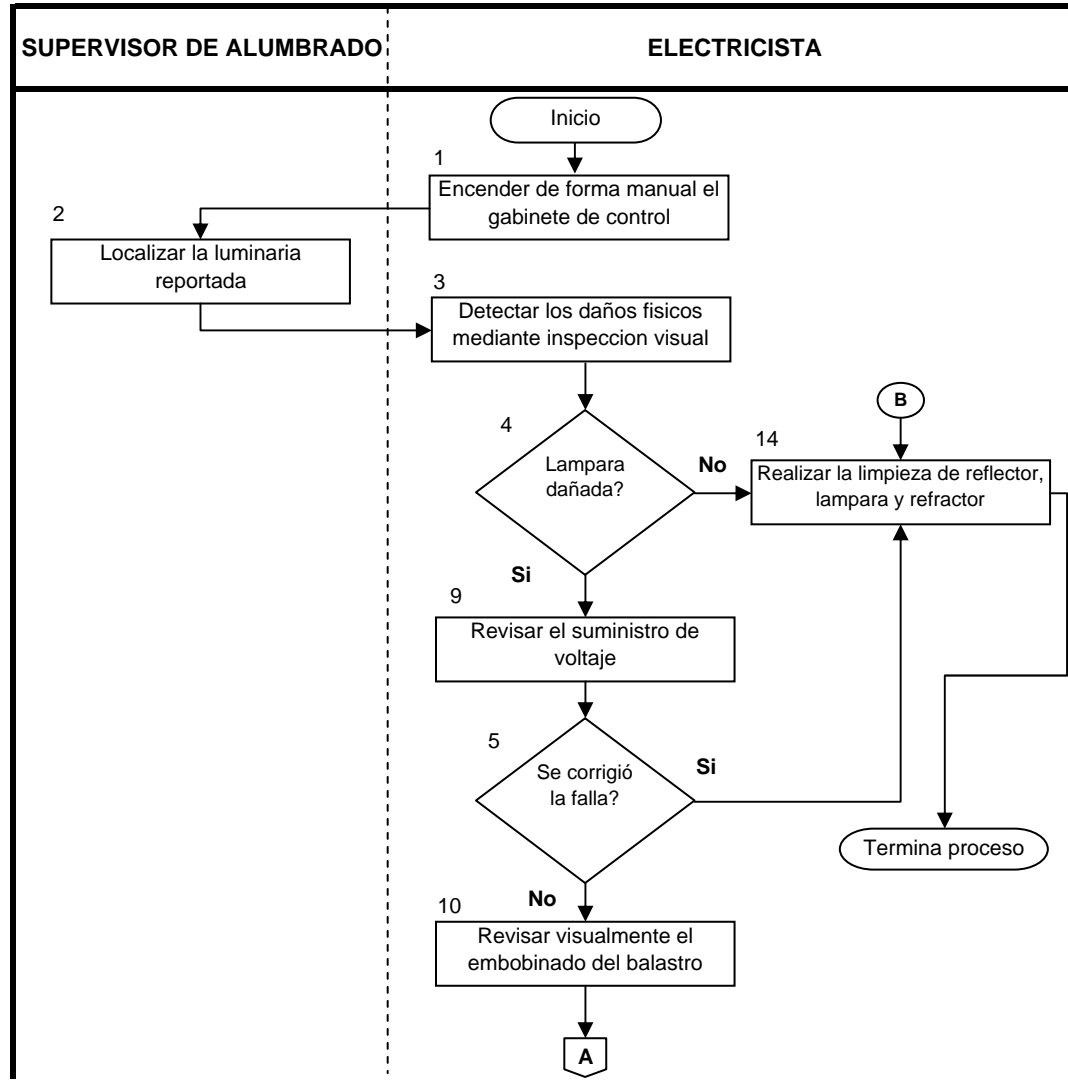 SUPERVISOR DE ALUMBRADO
ELECTRICISTA
Inicio
1
Encender de forma manual el
gabinete de control
2
Localizar la luminaria
reportada
3
Detectar los daños fisicos
mediante inspeccion visual
4
Lampara
dañada?
No
B
14
Realizar la limpieza de reflector,
lampara y refractor
Si
9
Revisar el suministro de
voltaje
5
Se corrigió
la falla?
Si
Termina proceso
No
10
Revisar visualmente el
embobinado del balastro
A